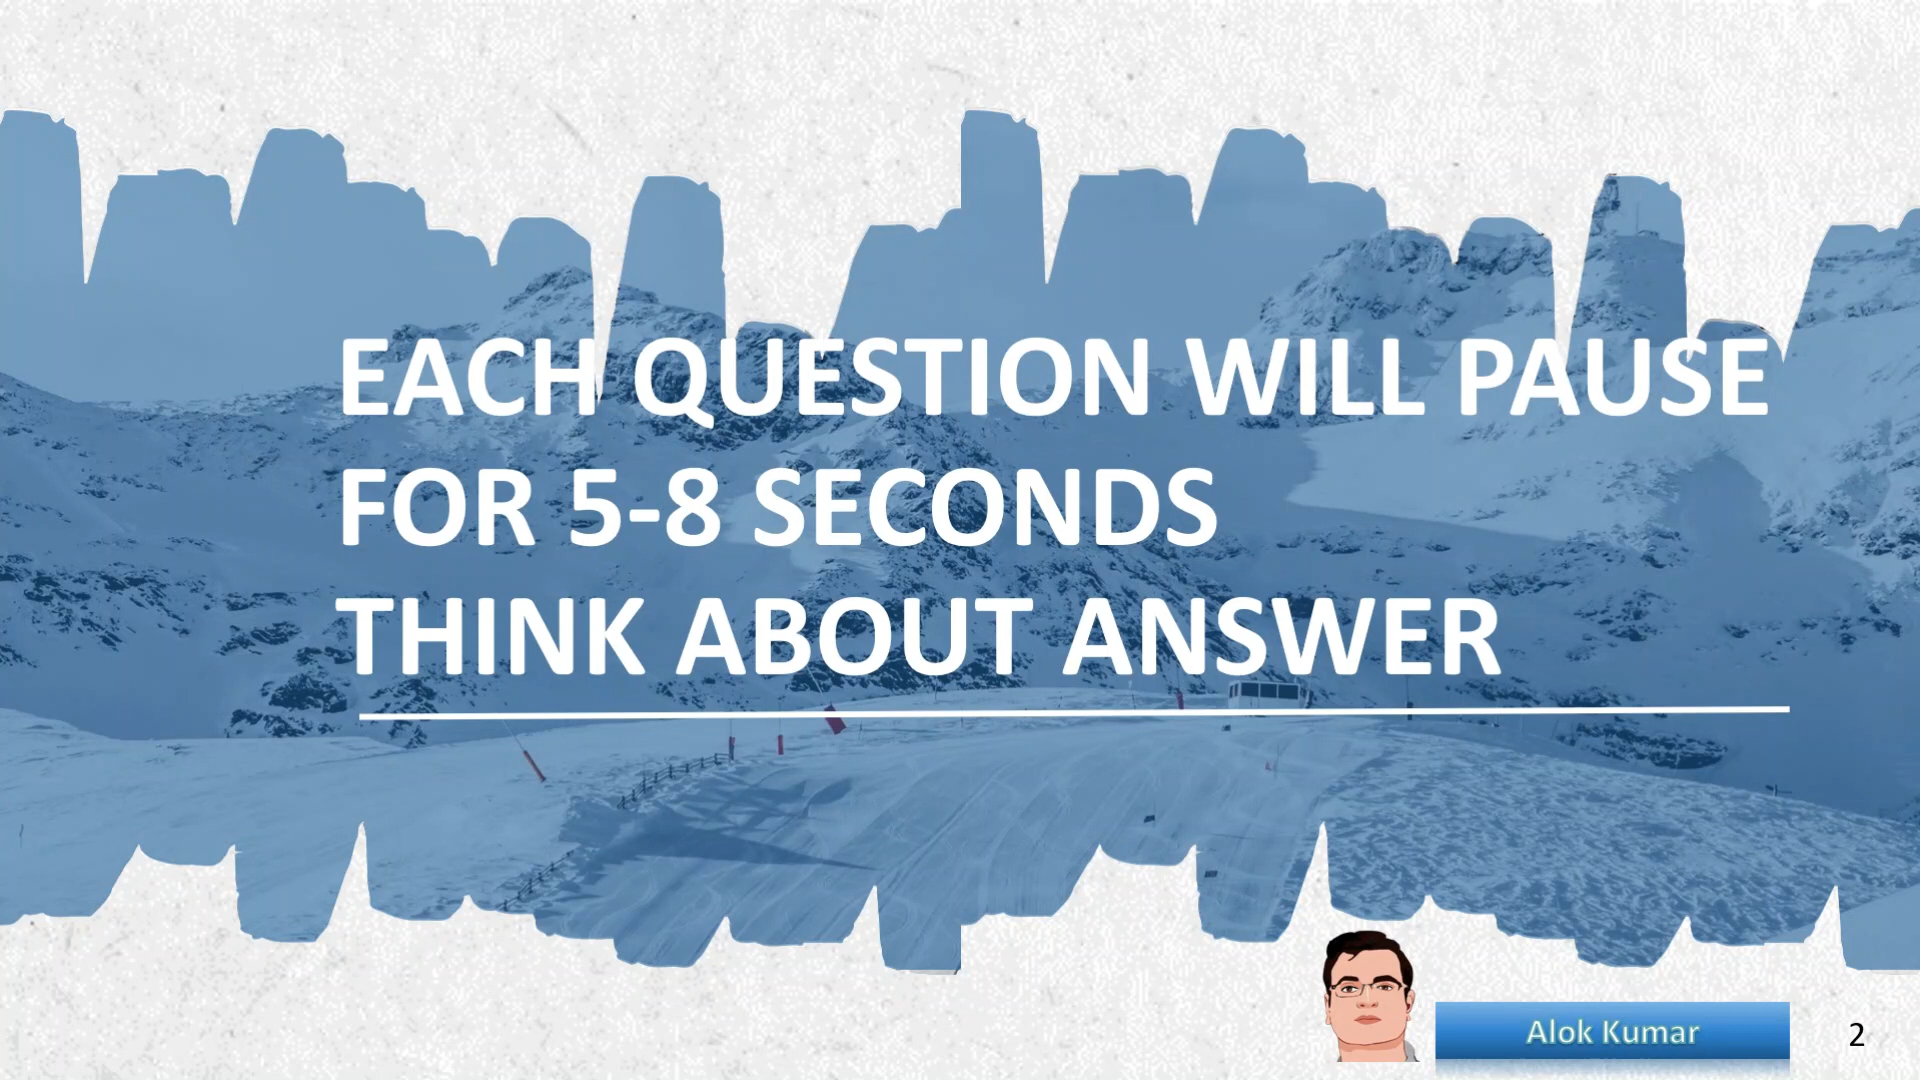 EACH QUESTION WILL PAUSE
FOR 5-8 SECONDS
THINK ABOUT ANSWER
Alok Kumar
2